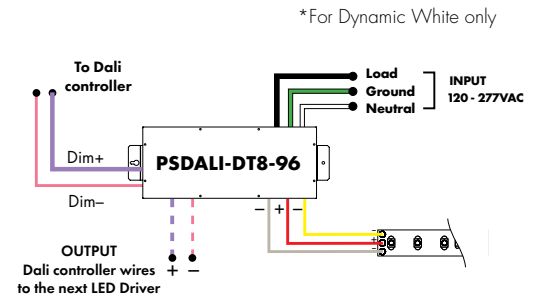 *For Dynamic White only
To Dali
controller
Load
Ground
Neutral
INPUT
120 - 277VAC
Dim+
Dim–
PSDALI-DT8-96
– + –
OUTPUT
Dali controller wires
to the next LED Driver
+ –
–
+
–